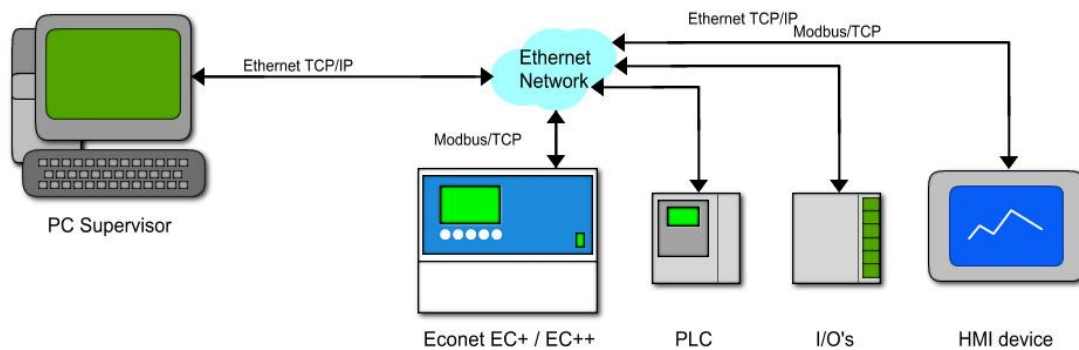 Ethernet TCP/IP
Modbus/TCP
Ethernet TCP/IP
Ethernet
Network
Modbus/TCP
PC Supervisor
Econet EC+ / EC++
PLC
I/O's
HMI device